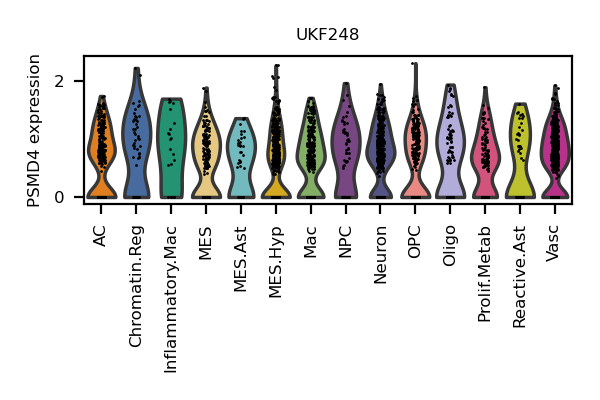 UKF248
PSMD4 expression
2
0
AC
Chromatin.Reg
Inflammatory.Mac
MES
MES.Ast
MES.Hyp
Mac
NPC
Neuron
OPC
Oligo
Prolif.Metab
Reactive.Ast
Vasc